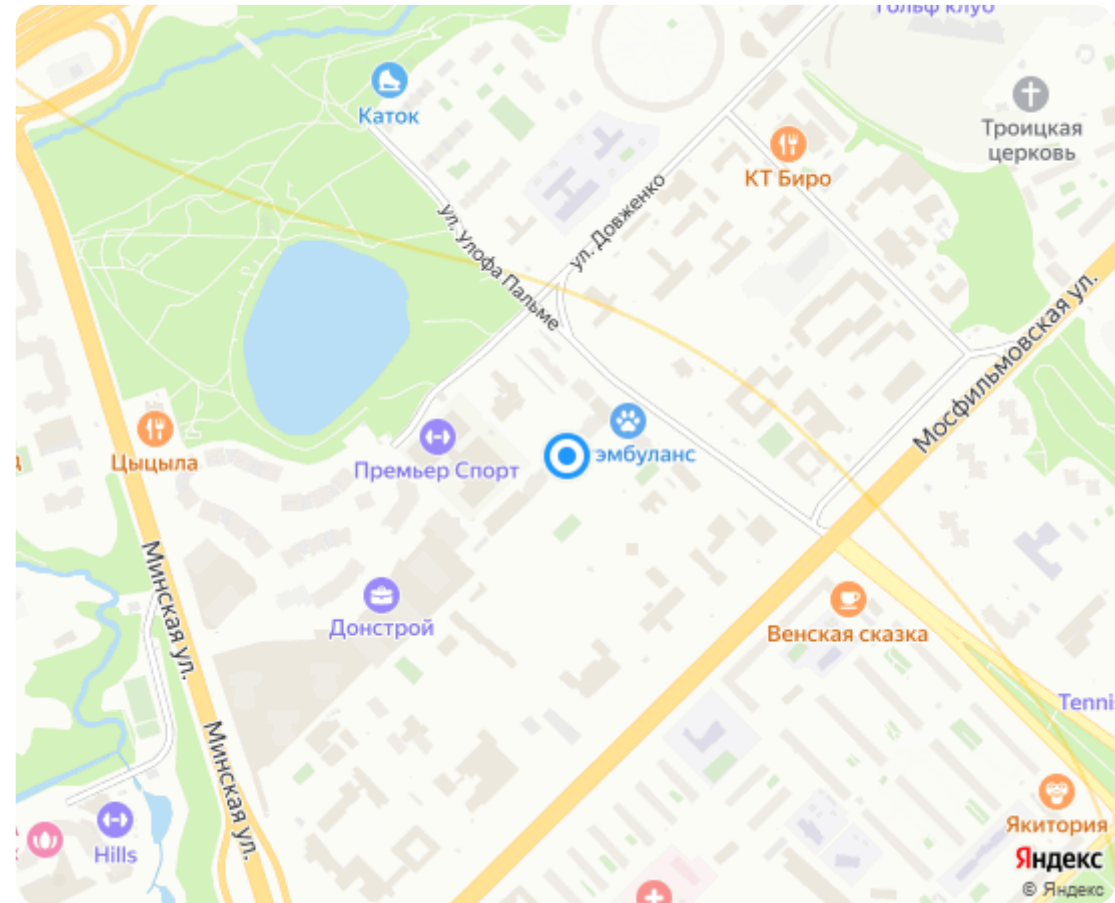 Гольф клуб
Каток
Троицкая
церковь
КТ Биро
ул. Довженко
ул. Улофа Пальме
Мосфильмовская ул.
Цыцыла
Премьер Спорт
эмбуланс
Минская ул.
Донстрой
Венская сказка
Tennis
Минская ул.
Hills
Якитория
Яндекс
© Яндекс